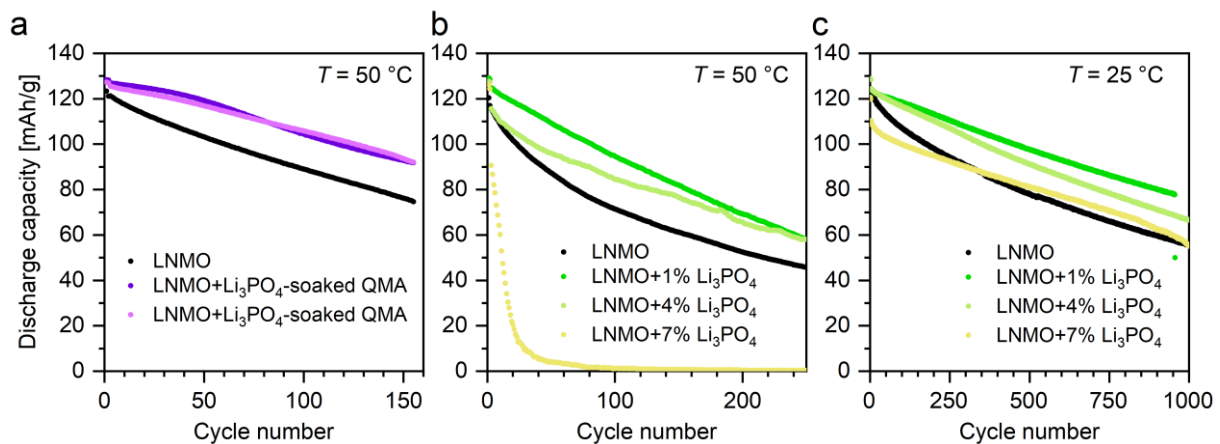 a
Discharge capacity [mAh/g]
140
120
100
80
60
40
20
0
T = 50 °C
LNMO
LNMO+Li₃PO₄-soaked QMA
LNMO+Li₃PO₄-soaked QMA
0 50 100 150
Cycle number
b
140
120
100
80
60
40
20
0
T = 50 °C
LNMO
LNMO+1% Li₃PO₄
LNMO+4% Li₃PO₄
LNMO+7% Li₃PO₄
0 100 200
Cycle number
c
140
120
100
80
60
40
20
0
T = 25 °C
LNMO
LNMO+1% Li₃PO₄
LNMO+4% Li₃PO₄
LNMO+7% Li₃PO₄
0 250 500 750 1000
Cycle number